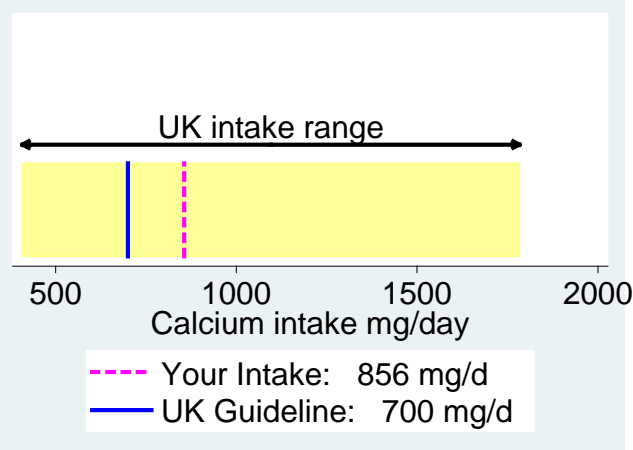 UK intake range
500 1000 1500 2000
Calcium intake mg/day
Your Intake: 856 mg/d
UK Guideline: 700 mg/d